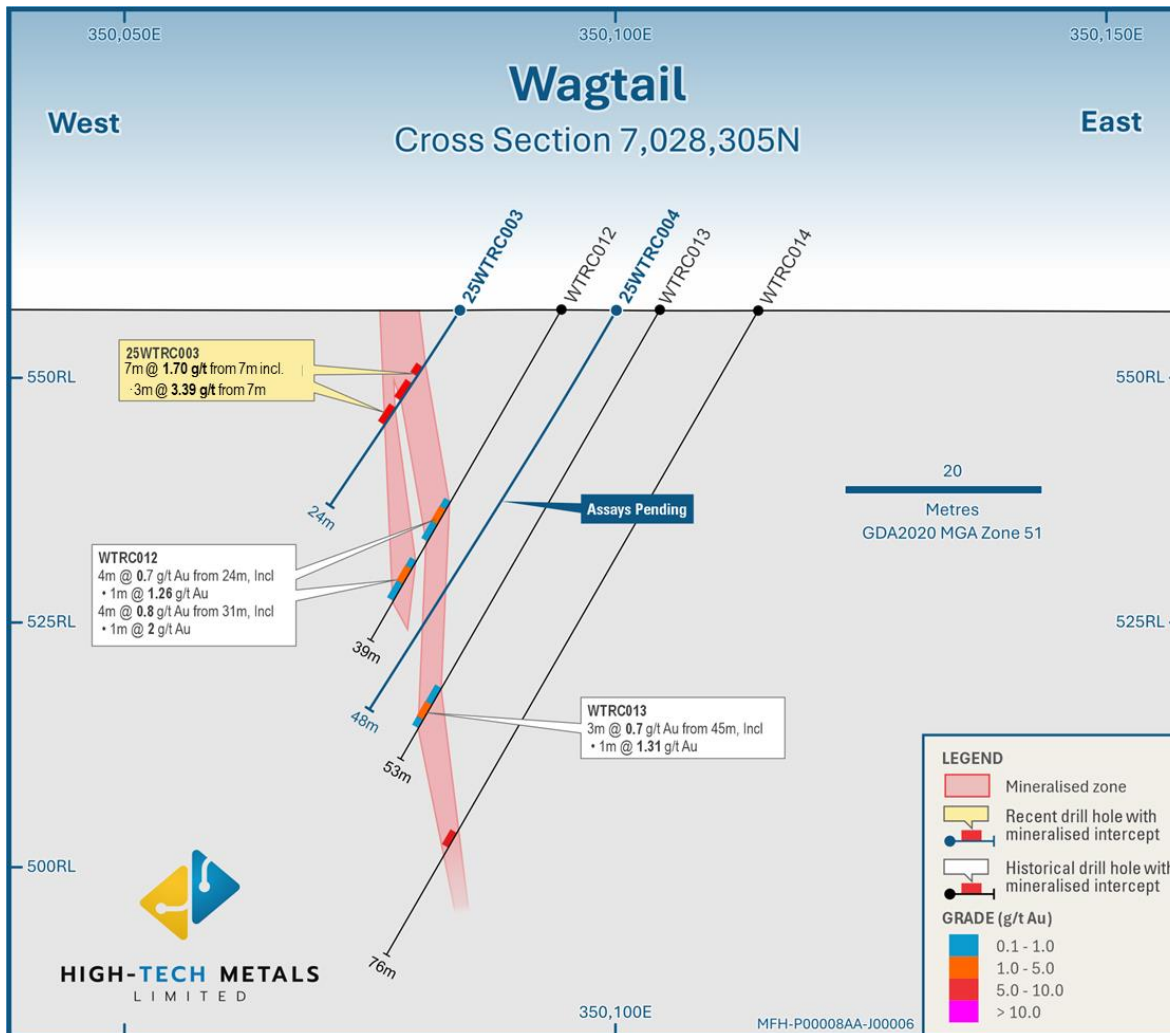 350,050E
350,100E
350,150E
Wagtail
West
East
Cross Section 7,028,305N
25WTRC003
WTRC012
25WTRC004
WTRC013
WTRC014
25WTRC003
7m @ 1.70 g/t from 7m incl.
·3m @ 3.39 g/t from 7m
550RL
550RL
20
Metres
GDA2020 MGA Zone 51
24m
Assays Pending
WTRC012
4m @ 0.7 g/t Au from 24m, Incl
• 1m @ 1.26 g/t Au
4m @ 0.8 g/t Au from 31m, Incl
• 1m @ 2 g/t Au
525RL
525RL
39m
48m
WTRC013
3m @ 0.7 g/t Au from 45m, Incl
• 1m @ 1.31 g/t Au
53m
500RL
76m
HIGH-TECH METALS
LIMITED
350,100E
MFH-P00008AA-J00006
LEGEND
Mineralised zone
Recent drill hole with
mineralised intercept
Historical drill hole with
mineralised intercept
GRADE (g/t Au)
0.1 - 1.0
1.0 - 5.0
5.0 - 10.0
> 10.0